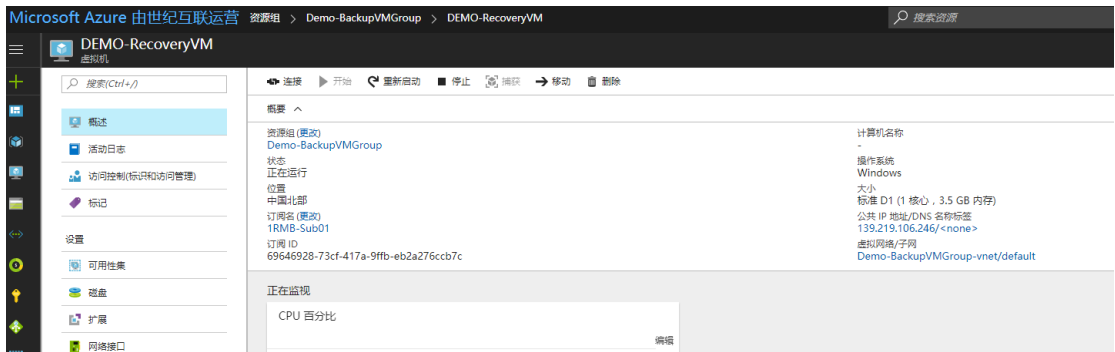 Microsoft Azure 由世纪互联运营 资源组 > Demo-BackupVMGroup > DEMO-RecoveryVM 搜索资源
DEMO-RecoveryVM
虚拟机
搜索(Ctrl+/)
连接 开始 重新启动 停止 捕获 移动 删除
概述
活动日志
访问控制(标识和访问管理)
标记
设置
可用性集
磁盘
扩展
网络接口
概要
资源组(更改)
Demo-BackupVMGroup
状态
正在运行
位置
中国北部
订阅名(更改)
1RMB-Sub01
订阅 ID
69646928-73cf-417a-9ffb-eb2a276ccb7c
计算机名称
-
操作系统
Windows
大小
标准 D1 (1 核心，3.5 GB 内存)
公共 IP 地址/DNS 名称标签
139.219.106.246/<none>
虚拟网络/子网
Demo-BackupVMGroup-vnet/default
正在监视
CPU 百分比
编辑